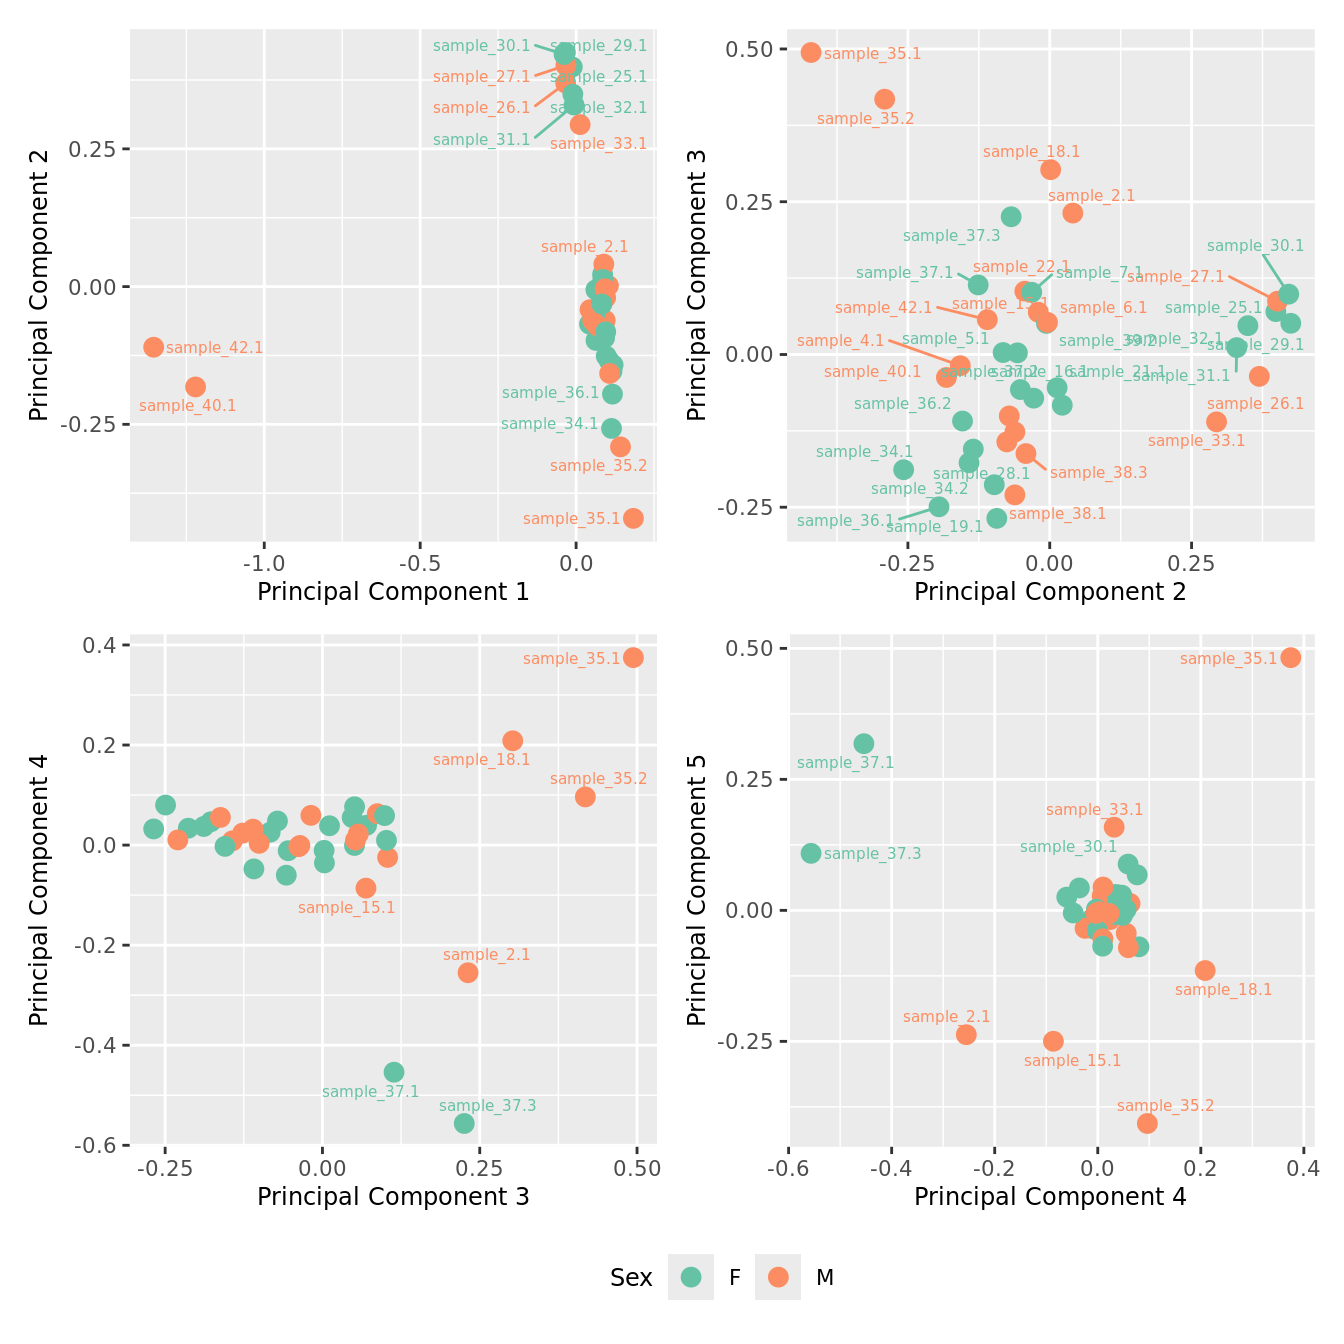 sample_30.1 sample_29.1
sample_27.1 sample_25.1
sample_26.1 sample_32.1
sample_31.1 sample_33.1
sample_2.1
sample_42.1
sample_40.1
sample_36.1
sample_34.1
sample_35.2
sample_35.1
0.25
0.00
-0.25
-1.0 -0.5 0.0
Principal Component 1
Principal Component 2
sample_35.1
sample_35.2
sample_18.1
sample_2.1
sample_37.3
sample_30.1
sample_37.1 sample_22.1 sample_7.1 sample_27.1
sample_42.1 sample_15.1 sample_6.1 sample_25.1
sample_4.1 sample_5.1 sample_39.2 sample_32.1 sample_29.1
sample_40.1 sample_37.2 sample_16.1 sample_21.1 sample_31.1
sample_36.2 sample_26.1
sample_34.1 sample_33.1
sample_28.1 sample_38.3
sample_34.2
sample_36.1 sample_19.1 sample_38.1
0.50
0.25
0.00
-0.25
-0.25 0.00 0.25
Principal Component 2
Principal Component 3
sample_35.1
sample_18.1
sample_35.2
sample_15.1
sample_2.1
sample_37.1
sample_37.3
0.4
0.2
0.0
-0.2
-0.4
-0.6
-0.25 0.00 0.25 0.50
Principal Component 3
Principal Component 4
sample_35.1
sample_37.1
sample_33.1
sample_37.3 sample_30.1
sample_18.1
sample_2.1
sample_15.1
sample_35.2
0.50
0.25
0.00
-0.25
-0.6 -0.4 -0.2 0.0 0.2 0.4
Principal Component 4
Principal Component 5
Sex F M